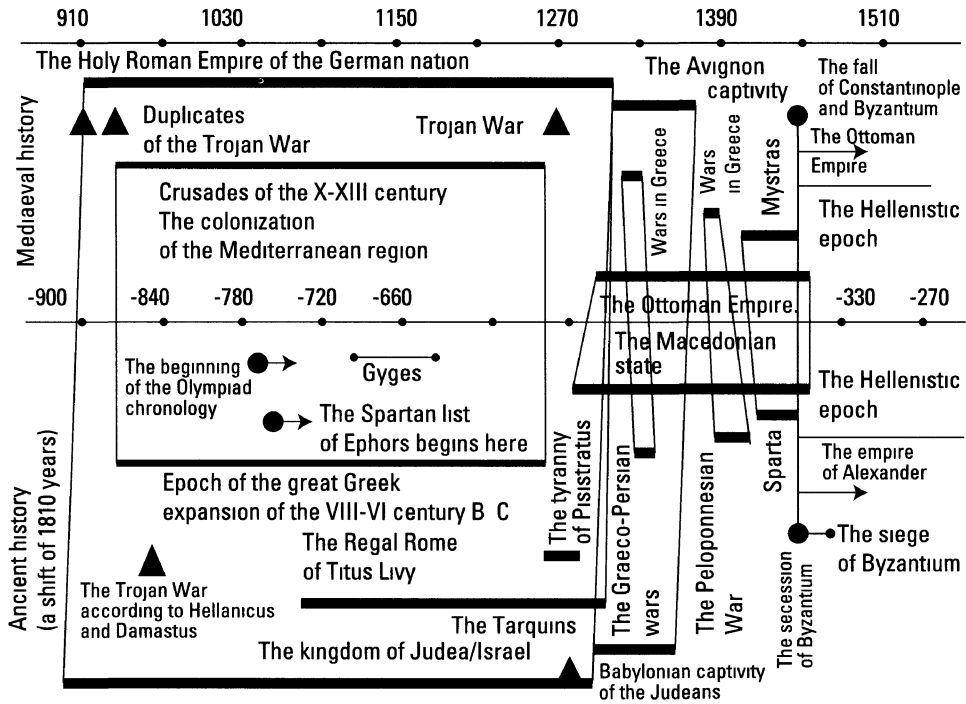 910 1030 1150 1270 1390 1510
The Holy Roman Empire of the German nation
The Avignon
captivity
The fall
of Constantinople
and Byzantium
Duplicates
of the Trojan War
Trojan War
The Ottoman
Empire
Mediaeval history
Crusades of the X-XIII century
The colonization
of the Mediterranean region
Wars in Greece
Wars
in Greece
Mystras
The Hellenistic
epoch
-900 -840 -780 -720 -660 -330 -270
The Ottoman Empire.
The Macedonian
state
The beginning
of the Olympiad
chronology
Gyges
The Spartan list
of Ephors begins here
The Hellenistic
epoch
Ancient history
(a shift of 1810 years)
Epoch of the great Greek
expansion of the VIII-VI century B C
The tyranny
of Pisistratus
The Graeco-Persian
wars
The Peloponnesian
War
Sparta
The empire
of Alexander
The Regal Rome
of Titus Livy
The siege
of Byzantium
The secession
of Byzantium
The Trojan War
according to Hellanicus
and Damastus
The Tarquins
The kingdom of Judea/Israel
Babylonian captivity
of the Judeans